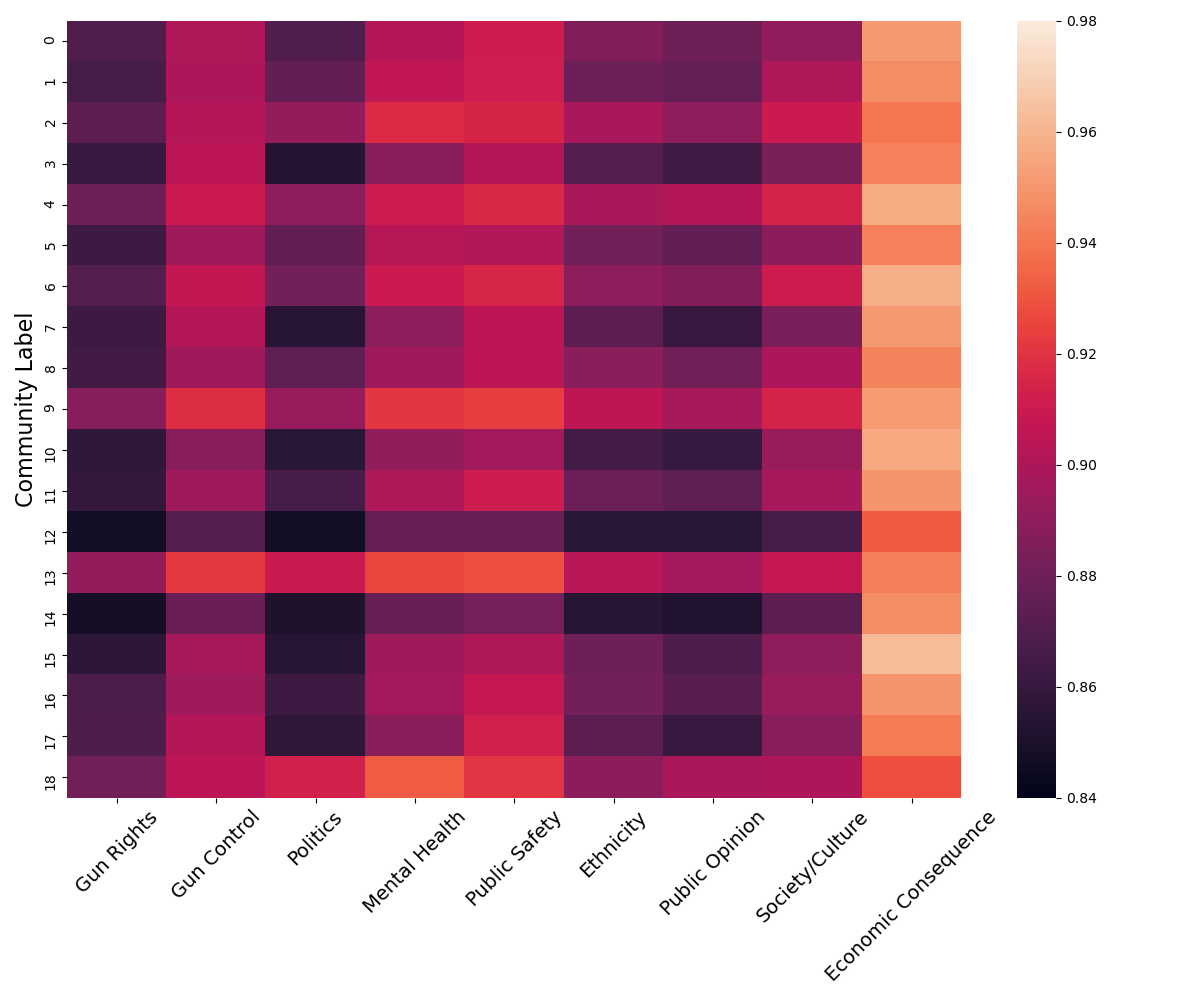 Community Label
0
1
2
3
4
5
6
7
8
9
10
11
12
13
14
15
16
17
18
Gun Rights
Gun Control
Politics
Mental Health
Public Safety
Ethnicity
Public Opinion
Society/Culture
Economic Consequence
0.98
0.96
0.94
0.92
0.90
0.88
0.86
0.84